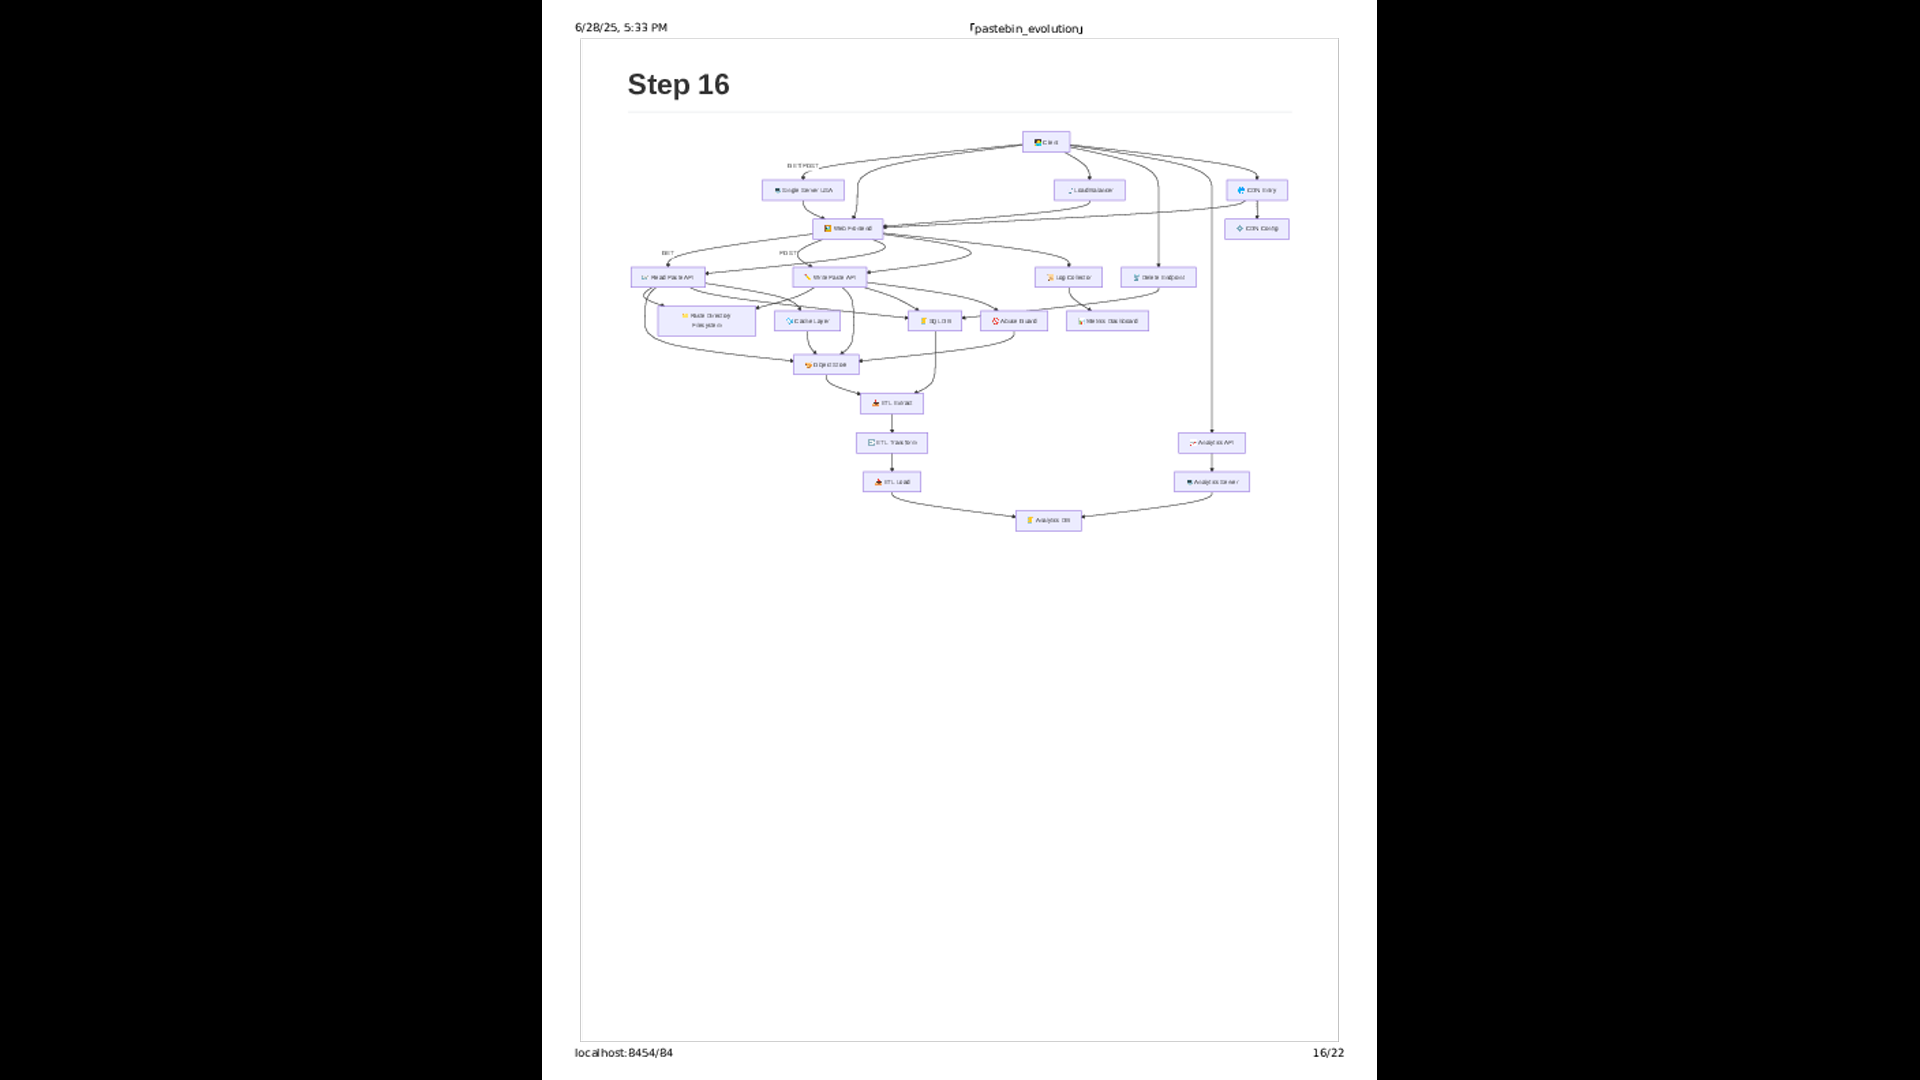 6/28/25, 5:33 PM
「pastebin_evolution」
Step 16
Client
GET/POST
Single Server
Load Balancer
CDN Entry
Web Frontend
CDN Config
GET
POST
Read Paste API
Write Paste API
Log Collector
Delete Endpoint
Directory
Filesystem
Cache Layer
SQL DB
Abuse Guard
Metrics Dashboard
Object Store
ETL Extract
ETL Transform
Analytics API
ETL Load
Analytics Server
Analytics DB
localhost:8454/84
16/22